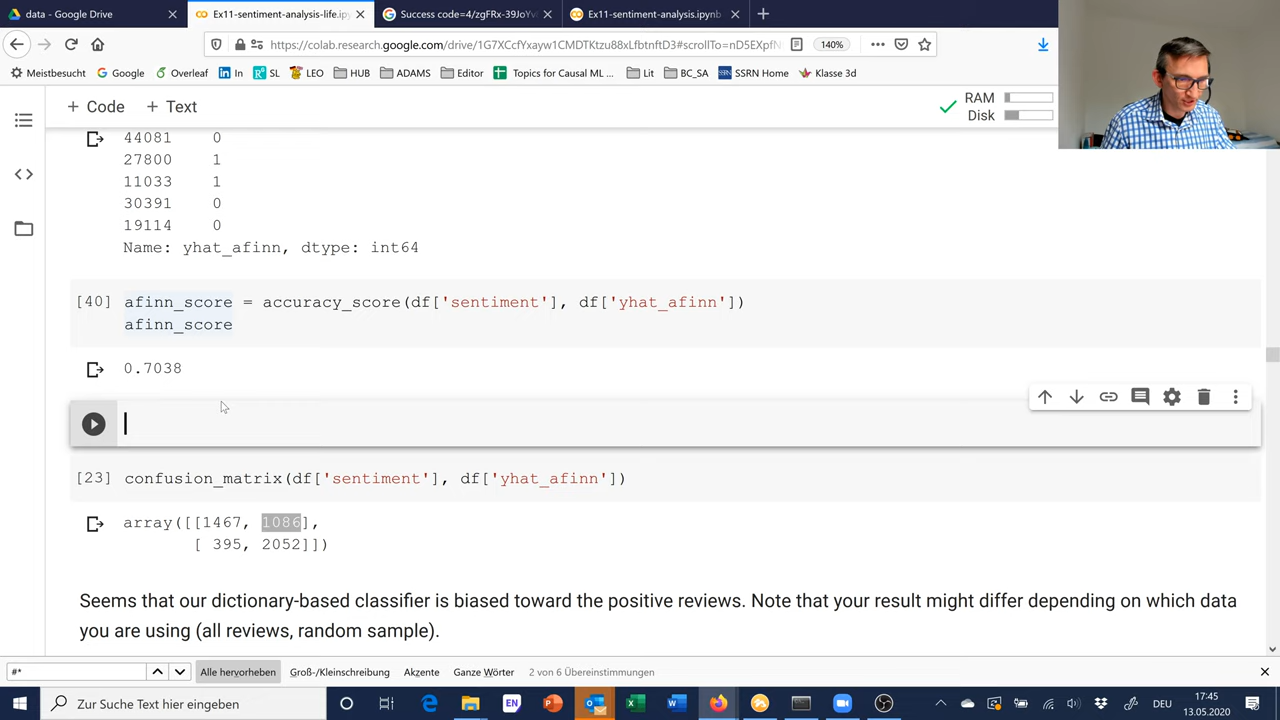 data - Google Drive
Ex11-sentiment-analysis-life.ipy
Success code=4/zgFRx-39JoYv
Ex11-sentiment-analysis.ipynb
https://colab.research.google.com/drive/1G7XCcfYxayw1CMDTKtzu88xLfbtnftD3#scrollTo=nD5EXpfN
140%
Meistbesucht Google Overleaf In SL LEO HUB ADAMS Editor Topics for Causal ML ... Lit BC_SA SSRN Home Klasse 3d
+ Code + Text
RAM
Disk
44081 0
27800 1
11033 1
30391 0
19114 0
Name: yhat_afinn, dtype: int64
[40] afinn_score = accuracy_score(df['sentiment'], df['yhat_afinn'])
afinn_score
0.7038
[23] confusion_matrix(df['sentiment'], df['yhat_afinn'])
array([[1467, 1086],
[ 395, 2052]])
Seems that our dictionary-based classifier is biased toward the positive reviews. Note that your result might differ depending on which data
you are using (all reviews, random sample).
#*
Alle hervorheben Groß-/Kleinschreibung Akzente Ganze Wörter 2 von 6 Übereinstimmungen
Zur Suche Text hier eingeben
EN
DEU
17:45
13.05.2020